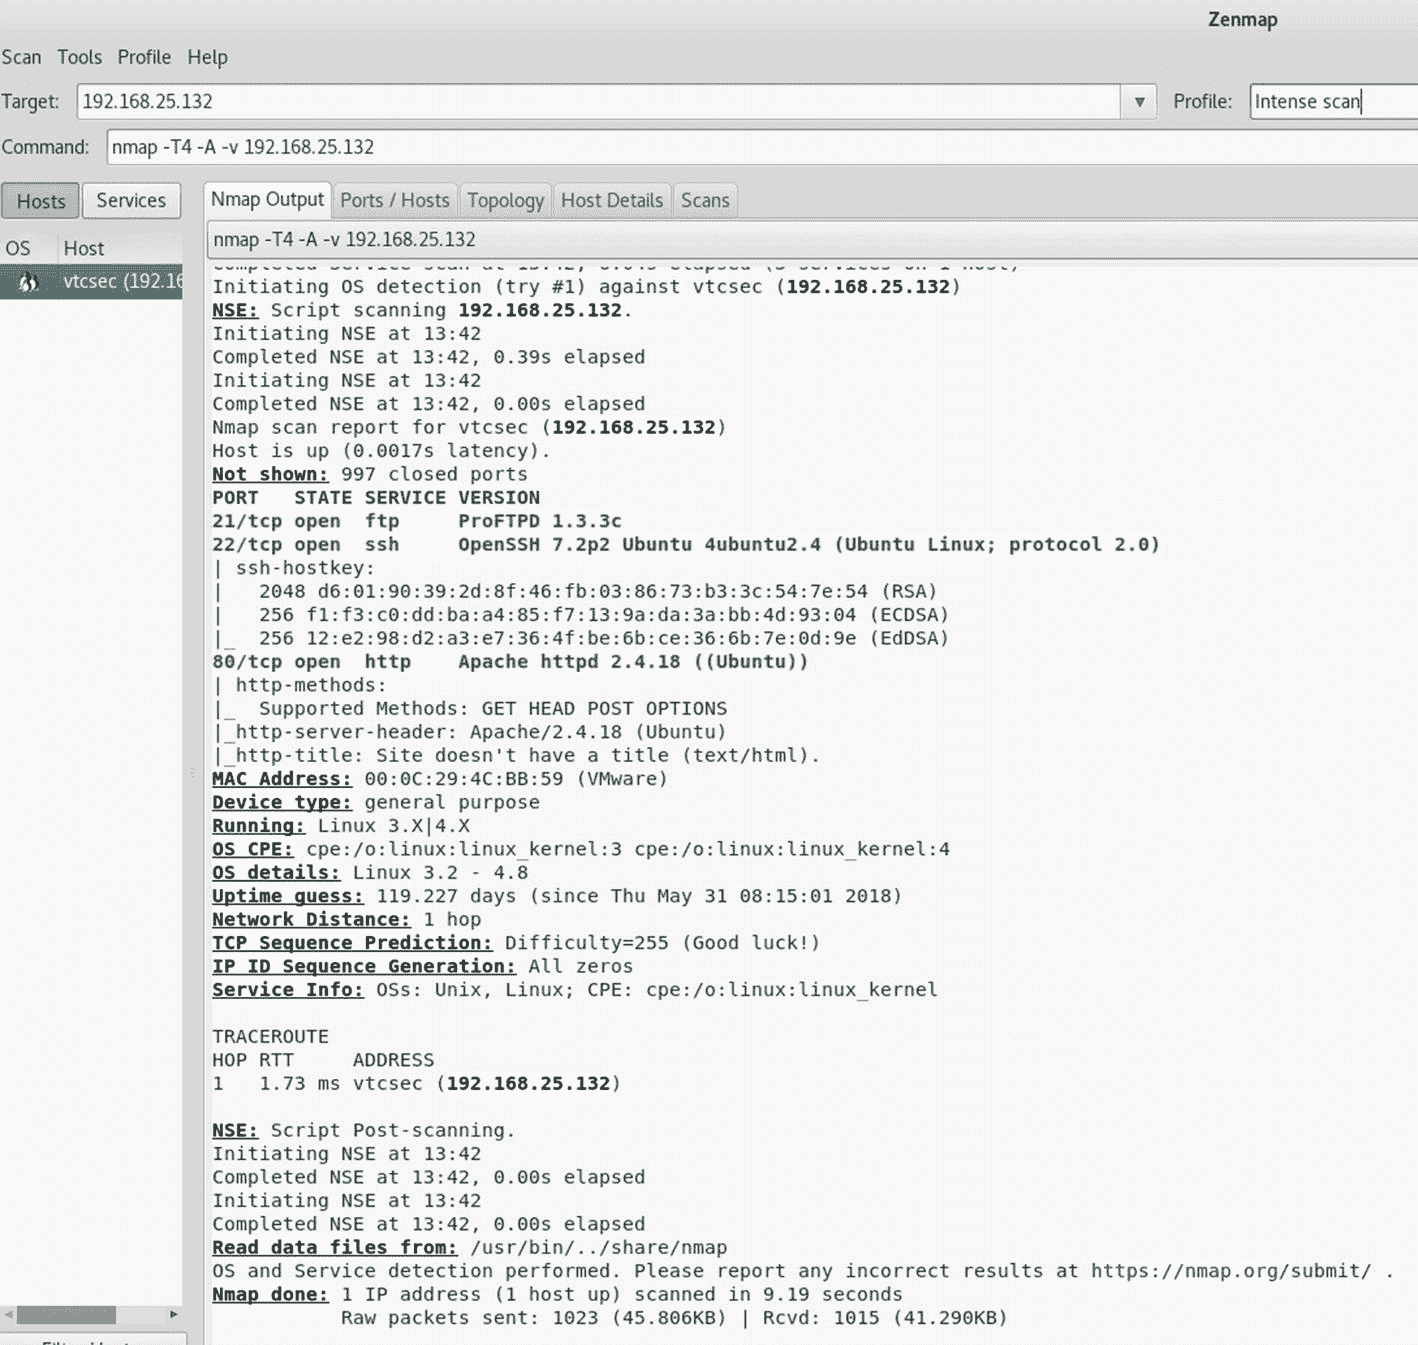 Zenmap
Scan Tools Profile Help
Target: 192.168.25.132 Profile: Intense scan
Command: nmap -T4 -A -v 192.168.25.132
Hosts Services Nmap Output Ports / Hosts Topology Host Details Scans
OS Host
nmap -T4 -A -v 192.168.25.132
vtcsec (192.16
Initiating OS detection (try #1) against vtcsec (192.168.25.132)
NSE: Script scanning 192.168.25.132.
Initiating NSE at 13:42
Completed NSE at 13:42, 0.39s elapsed
Initiating NSE at 13:42
Completed NSE at 13:42, 0.00s elapsed
Nmap scan report for vtcsec (192.168.25.132)
Host is up (0.0017s latency).
Not shown: 997 closed ports
PORT STATE SERVICE VERSION
21/tcp open ftp ProFTPD 1.3.3c
22/tcp open ssh OpenSSH 7.2p2 Ubuntu 4ubuntu2.4 (Ubuntu Linux; protocol 2.0)
| ssh-hostkey:
| 2048 d6:01:90:39:2d:8f:46:fb:03:86:73:b3:3c:54:7e:54 (RSA)
| 256 f1:f3:c0:dd:ba:a4:85:f7:13:9a:da:3a:bb:4d:93:04 (ECDSA)
|_ 256 12:e2:98:d2:a3:e7:36:4f:be:6b:ce:36:6b:7e:0d:9e (EdDSA)
80/tcp open http Apache httpd 2.4.18 ((Ubuntu))
| http-methods:
|_ Supported Methods: GET HEAD POST OPTIONS
|_http-server-header: Apache/2.4.18 (Ubuntu)
|_http-title: Site doesn't have a title (text/html).
MAC Address: 00:0C:29:4C:BB:59 (VMware)
Device type: general purpose
Running: Linux 3.X|4.X
OS CPE: cpe:/o:linux:linux_kernel:3 cpe:/o:linux:linux_kernel:4
OS details: Linux 3.2 - 4.8
Uptime guess: 119.227 days (since Thu May 31 08:15:01 2018)
Network Distance: 1 hop
TCP Sequence Prediction: Difficulty=255 (Good luck!)
IP ID Sequence Generation: All zeros
Service Info: OSs: Unix, Linux; CPE: cpe:/o:linux:linux_kernel
TRACEROUTE
HOP RTT ADDRESS
1 1.73 ms vtcsec (192.168.25.132)
NSE: Script Post-scanning.
Initiating NSE at 13:42
Completed NSE at 13:42, 0.00s elapsed
Initiating NSE at 13:42
Completed NSE at 13:42, 0.00s elapsed
Read data files from: /usr/bin/../share/nmap
OS and Service detection performed. Please report any incorrect results at https://nmap.org/submit/ .
Nmap done: 1 IP address (1 host up) scanned in 9.19 seconds
Raw packets sent: 1023 (45.806KB) | Rcvd: 1015 (41.290KB)